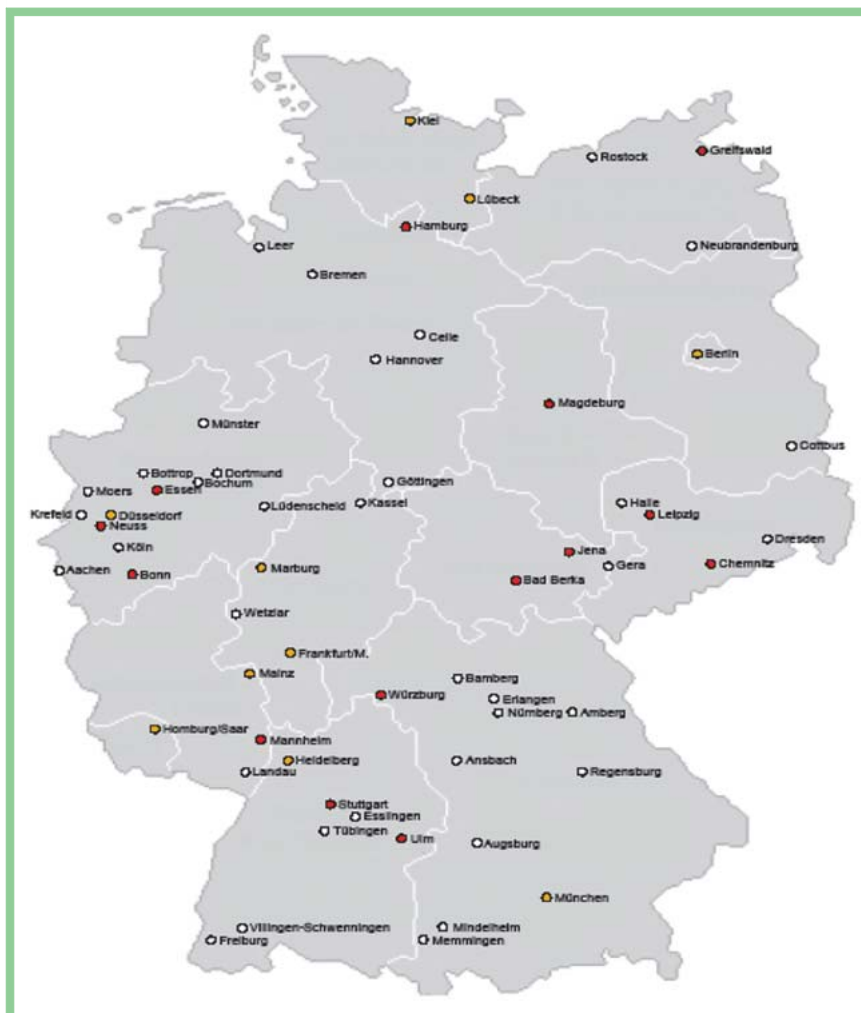 Kiel
Rostock
Greifswald
Lübeck
Hamburg
Leer
Neubrandenburg
Bremen
Celle
Hannover
Berlin
Magdeburg
Münster
Cottbus
Bottrop
Dortmund
Bochum
Göttingen
Moers
Essen
Lüdenscheid
Kassel
Halle
Krefeld
Düsseldorf
Leipzig
Neuss
Dresden
Köln
Jena
Aachen
Bonn
Marburg
Gera
Chemnitz
Bad Berka
Wetzlar
Frankfurt/M.
Mainz
Bamberg
Würzburg
Erlangen
Nürnberg
Amberg
Homburg/Saar
Mannheim
Heidelberg
Ansbach
Landau
Regensburg
Stuttgart
Esslingen
Tübingen
Ulm
Augsburg
München
Villingen-Schwenningen
Mindelheim
Freiburg
Memmingen